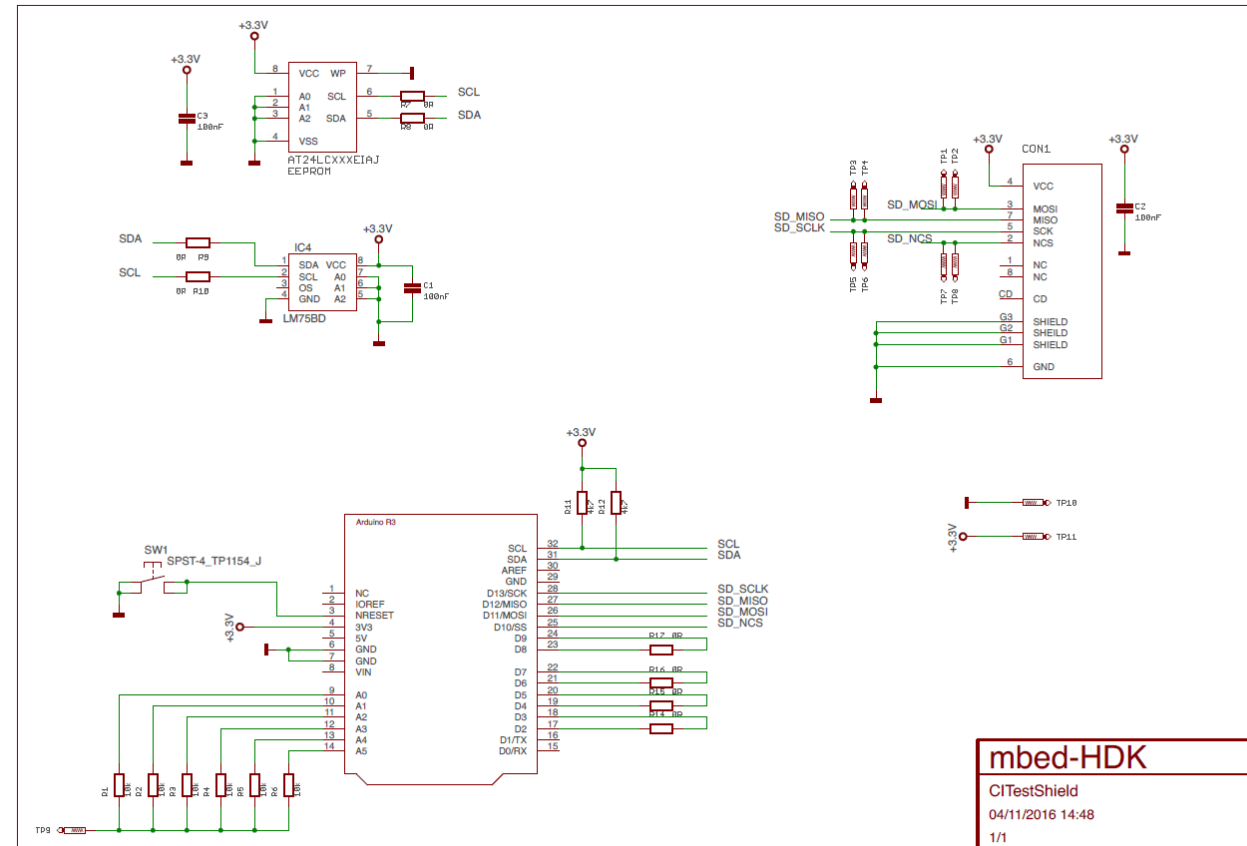 +3.3V
+3.3V
8 VCC WP 7
1 A0 SCL 6 SCL
2 A1 R7 0R
3 A2 SDA 5 SDA
R8 0R
4 VSS
C3
100nF
AT24LCXXXEIAJ
EEPROM
SDA
0R R9
SCL
0R R10
IC4
+3.3V
1 SDA VCC 8
2 SCL A0 7
3 OS A1 6
4 GND A2 5
LM75BD
C1
100nF
+3.3V
CON1
+3.3V
TP3 TP4
TP1 TP2
4 VCC
SD_MOSI 3 MOSI
SD_MISO 7 MISO
SD_SCLK 5 SCK
SD_NCS 2 NCS
1 NC
8 NC
TP5 TP6
TP7 TP8
CD CD
G3 SHIELD
G2 SHEILD
G1 SHIELD
6 GND
C2
100nF
TP10
+3.3V TP11
+3.3V
R11 4k7
R12 4k7
SW1
SPST-4_TP1154_J
+3.3V
Arduino R3
1 NC
2 IOREF
3 NRESET
4 3V3
5 5V
6 GND
7 GND
8 VIN
9 A0
10 A1
11 A2
12 A3
13 A4
14 A5
SCL 32 SCL
SDA 31 SDA
AREF 30
GND 29
D13/SCK 28 SD_SCLK
D12/MISO 27 SD_MISO
D11/MOSI 26 SD_MOSI
D10/SS 25 SD_NCS
D9 24 R17 0R
D8 23
D7 22 R16 0R
D6 21
D5 20 R15 0R
D4 19
D3 18 R14 0R
D2 17
D1/TX 16
D0/RX 15
R1 10k
R2 10k
R3 10k
R4 10k
R5 10k
R6 10k
TP9
mbed-HDK
CITestShield
04/11/2016 14:48
1/1